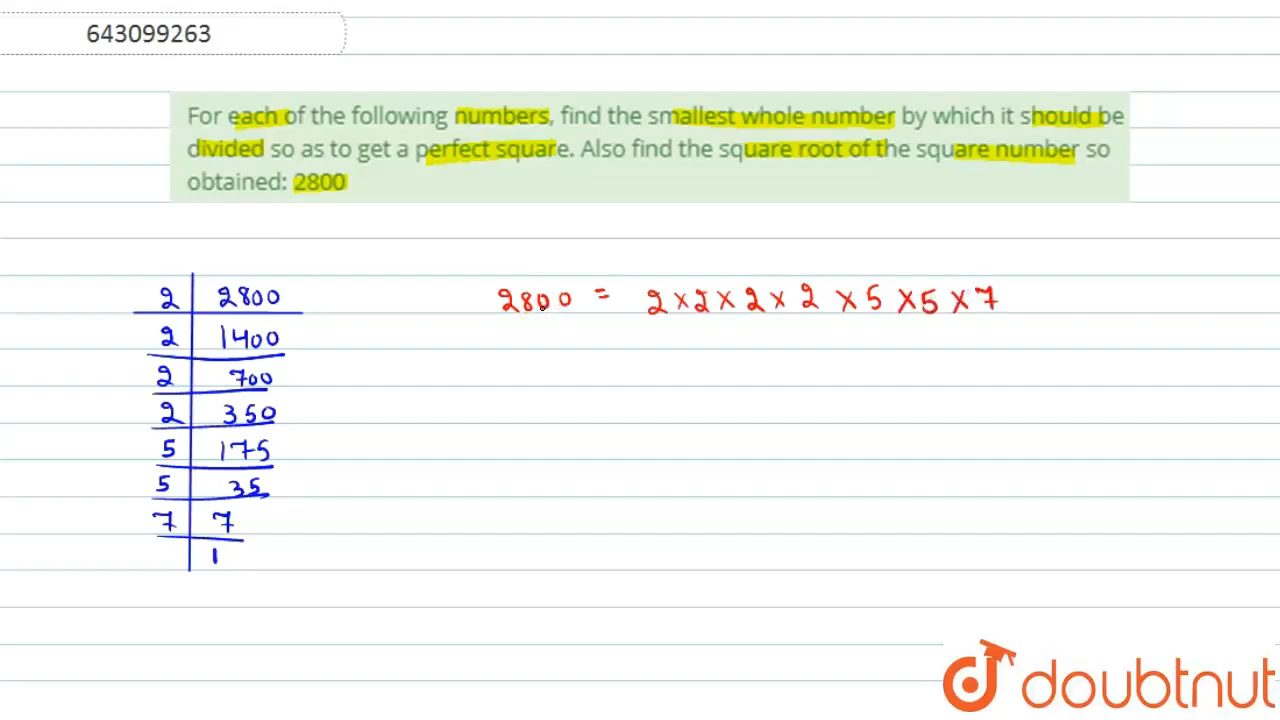 643099263
For each of the following numbers, find the smallest whole number by which it should be
divided so as to get a perfect square. Also find the square root of the square number so
obtained: 2800
2 2800
2 1400
2 700
2 350
5 175
5 35
7 7
1
2800 = 2 × 2 × 2 × 2 × 5 × 5 × 7
doubtnut